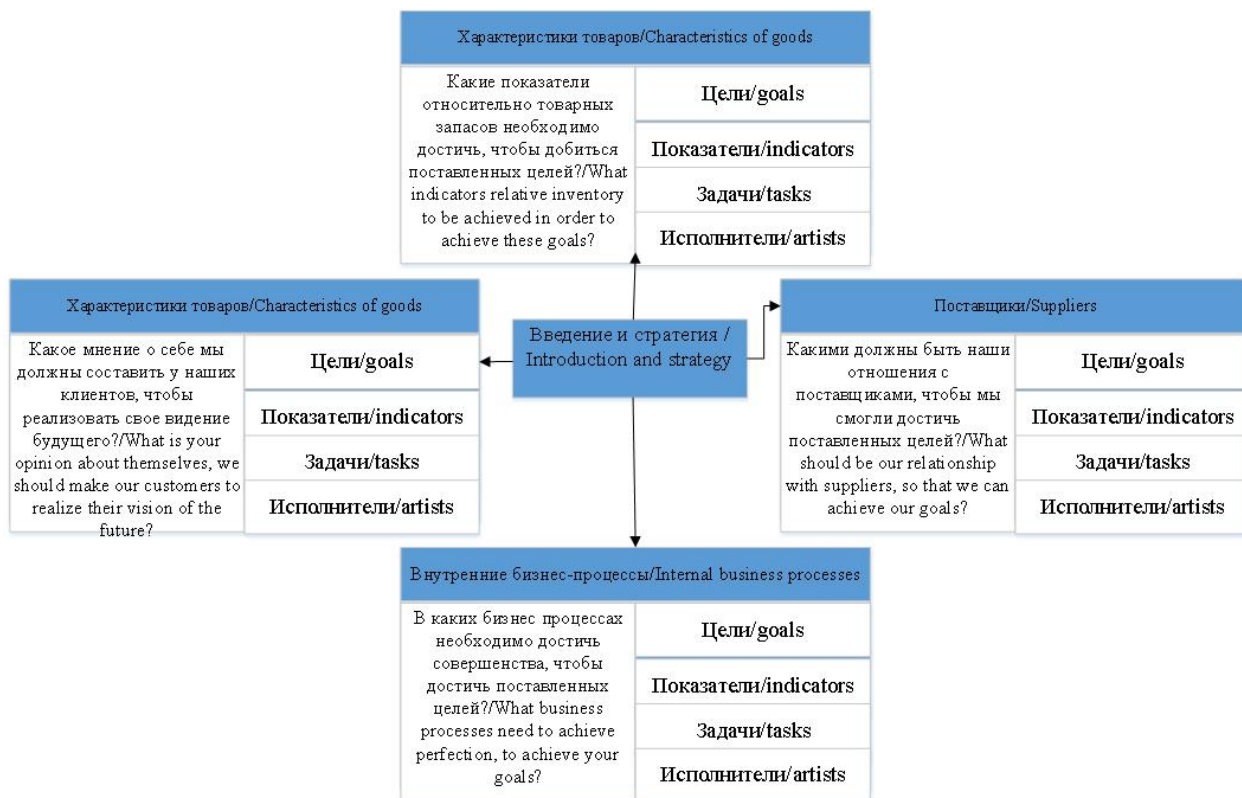 Характеристики товаров/Characteristics of goods
Какие показатели
относительно товарных
запасов необходимо
достичь, чтобы добиться
поставленных целей?/What
indicators relative inventory
to be achieved in order to
achieve these goals?
Цели/goals
Показатели/indicators
Задачи/tasks
Исполнители/artists
Характеристики товаров/Characteristics of goods
Какое мнение о себе мы
должны составить у наших
клиентов, чтобы
реализовать свое видение
будущего?/What is your
opinion about themselves, we
should make our customers to
realize their vision of the
future?
Цели/goals
Показатели/indicators
Задачи/tasks
Исполнители/artists
Введение и стратегия /
Introduction and strategy
Поставщики/Suppliers
Какими должны быть наши
отношения с
поставщиками, чтобы мы
смогли достичь
поставленных целей?/What
should be our relationship
with suppliers, so that we can
achieve our goals?
Цели/goals
Показатели/indicators
Задачи/tasks
Исполнители/artists
Внутренние бизнес-процессы/Internal business processes
В каких бизнес процессах
необходимо достичь
совершенства, чтобы
достичь поставленных
целей?/What business
processes need to achieve
perfection, to achieve your
goals?
Цели/goals
Показатели/indicators
Задачи/tasks
Исполнители/artists